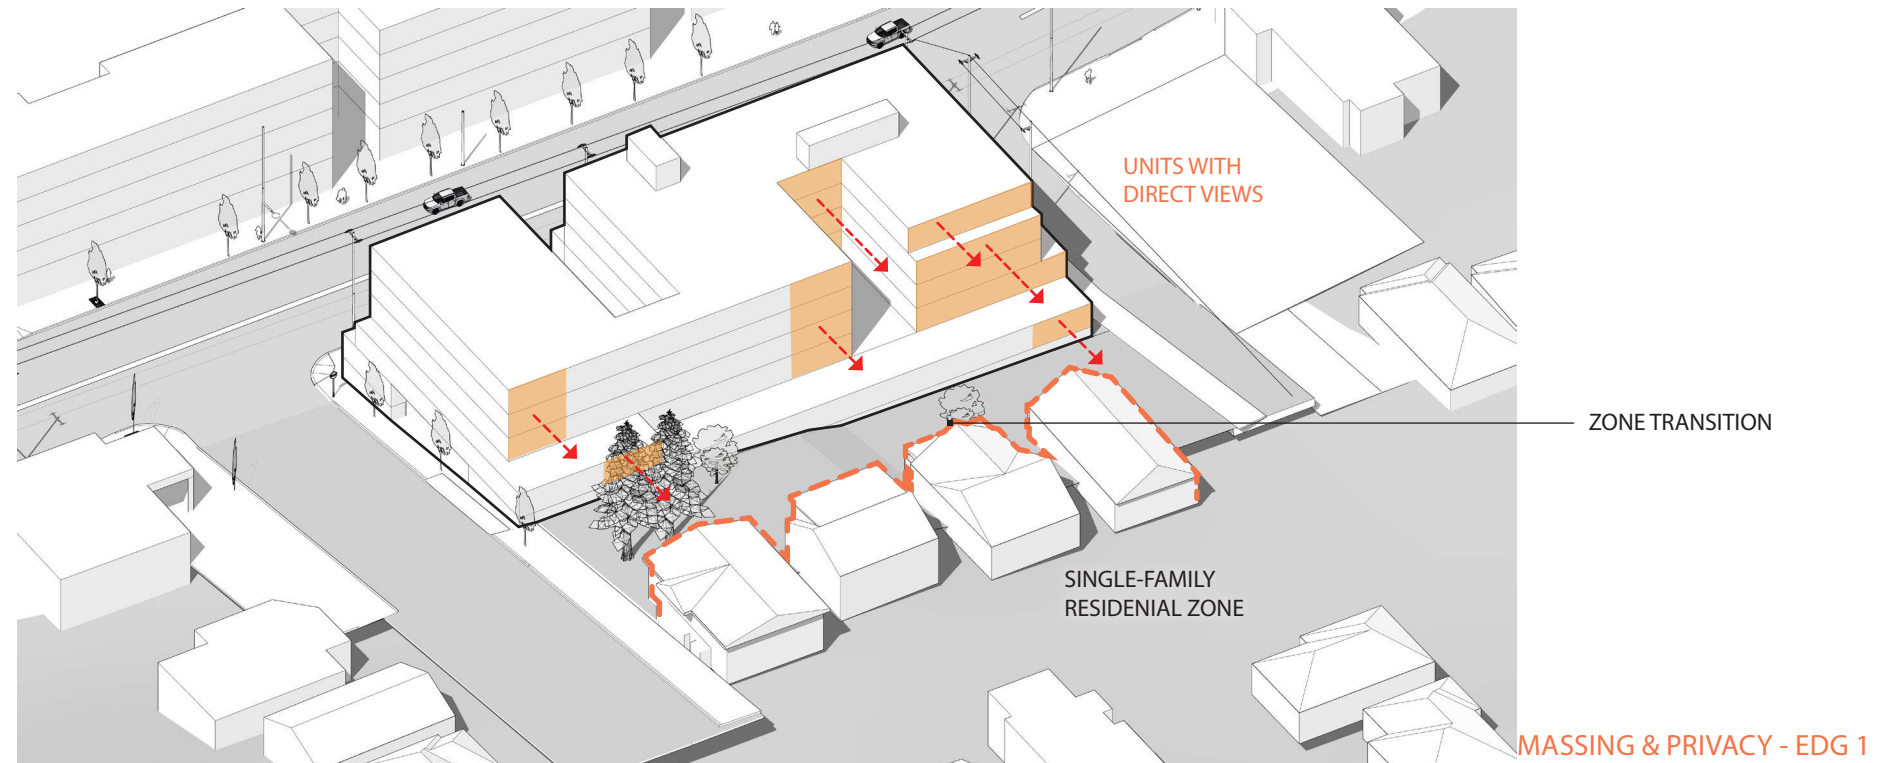 UNITS WITH
DIRECT VIEWS
ZONE TRANSITION
SINGLE-FAMILY
RESIDENIAL ZONE
MASSING & PRIVACY - EDG 1